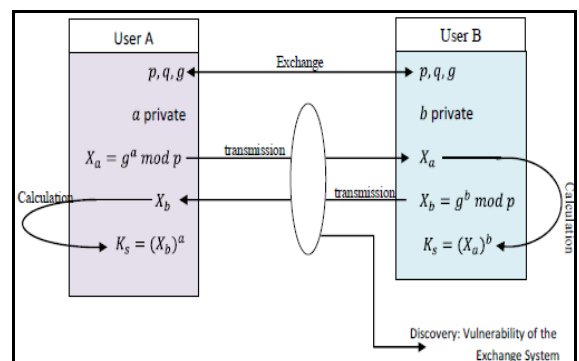 User A
User B
Exchange
p, q, g
p, q, g
a private
b private
X_a = g^a mod p
transmission
X_a
Calculation
X_b
transmission
X_b = g^b mod p
Calculation
K_s = (X_b)^a
K_s = (X_a)^b
Discovery: Vulnerability of the
Exchange System